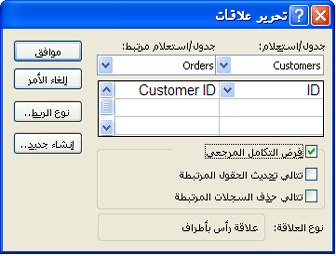 تحرير علاقات
جدول/استعلام:
جدول/استعلام مرتبط:
موافق
Customers
Orders
إلغاء الأمر
ID
Customer ID
نوع الربط..
إنشاء جديد..
فرض التكامل المرجعي
تتالي تحديث الحقول المرتبطة
تتالي حذف السجلات المرتبطة
نوع العلاقة:
علاقة رأس بأطراف